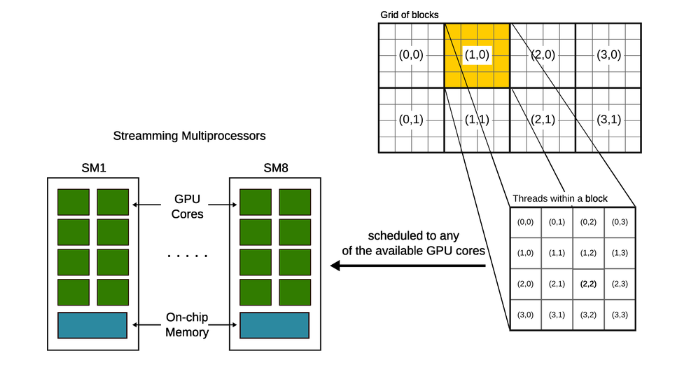 Grid of blocks
(0,0) (1,0) (2,0) (3,0)
(0,1) (1,1) (2,1) (3,1)
Streamming Multiprocessors
SM1 SM8
GPU
Cores
. . . . .
On-chip
Memory
scheduled to any
of the available GPU cores
Threads within a block
(0,0) (0,1) (0,2) (0,3)
(1,0) (1,1) (1,2) (1,3)
(2,0) (2,1) (2,2) (2,3)
(3,0) (3,1) (3,2) (3.3)